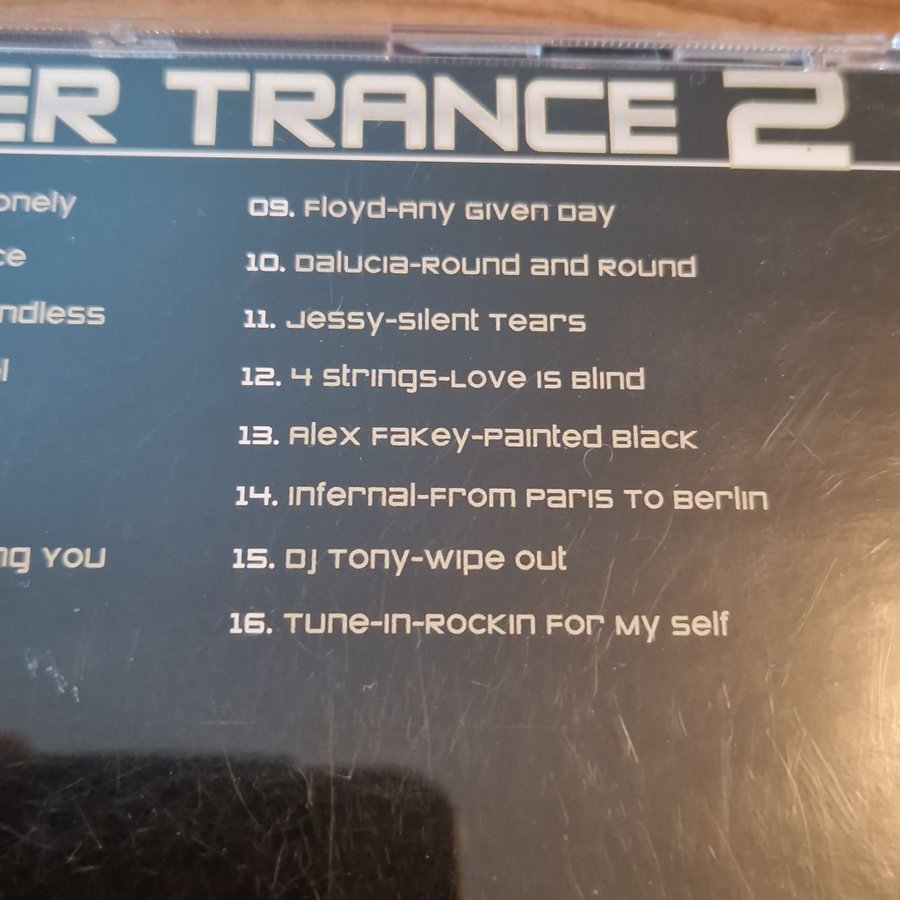 ER TRANCE 2
onely
ce
ndless
l
ng You
09. Floyd-Any Given Day
10. Dalucia-Round and Round
11. Jessy-Silent Tears
12. 4 Strings-Love Is Blind
13. Alex Fakey-Painted Black
14. Infernal-From Paris To Berlin
15. DJ Tony-Wipe Out
16. Tune-In-Rockin For My Self